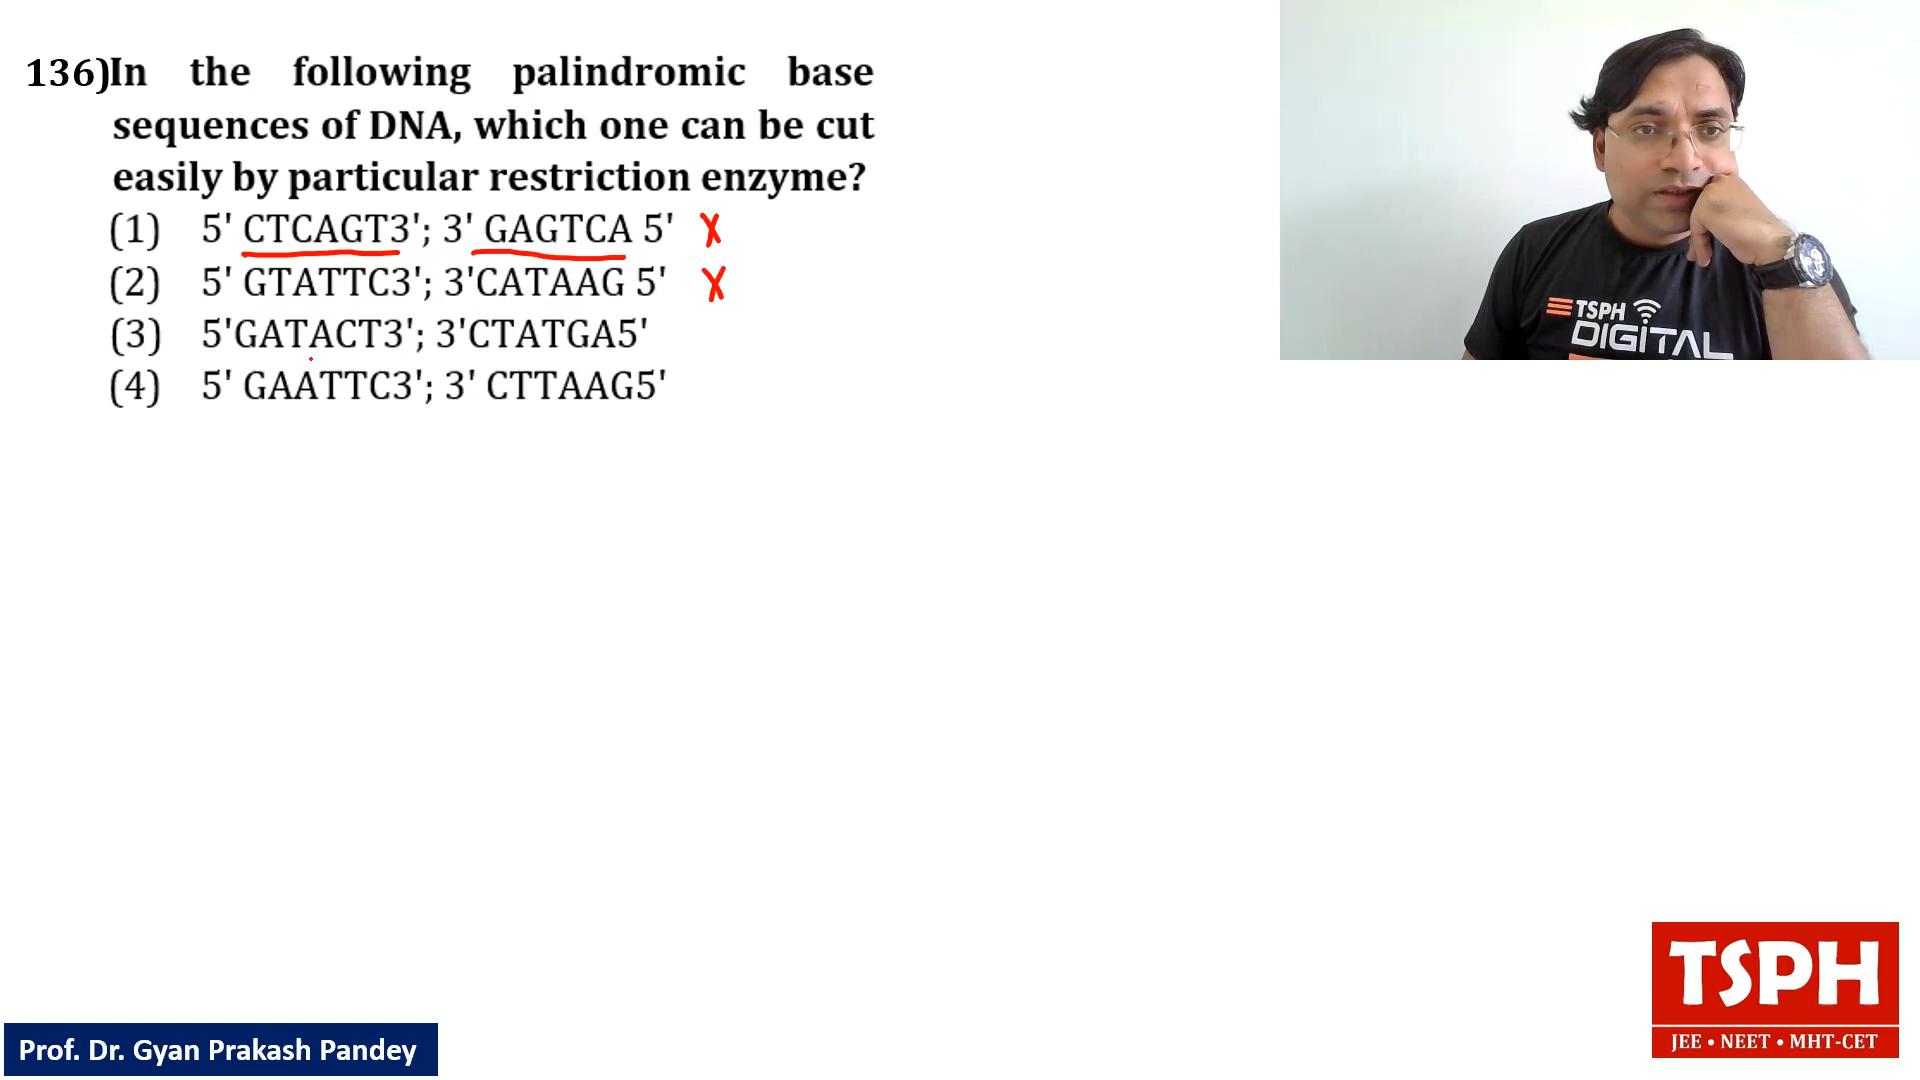 136)In the following palindromic base
sequences of DNA, which one can be cut
easily by particular restriction enzyme?
(1) 5' CTCAGT3'; 3' GAGTCA 5' X
(2) 5' GTATTC3'; 3'CATAAG 5' X
(3) 5'GATACT3'; 3'CTATGA5'
(4) 5' GAATTC3'; 3' CTTAAG5'
TSPH
DIGITAL
TSPH
JEE • NEET • MHT-CET
Prof. Dr. Gyan Prakash Pandey